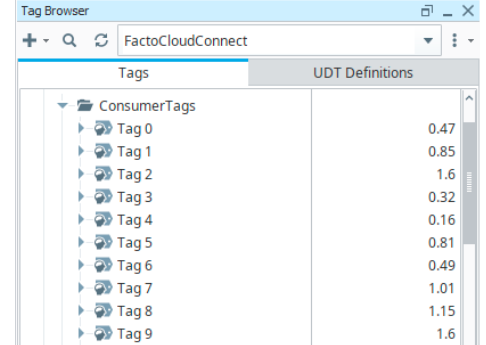 Tag Browser
FactoCloudConnect
Tags UDT Definitions
ConsumerTags
Tag 0 0.47
Tag 1 0.85
Tag 2 1.6
Tag 3 0.32
Tag 4 0.16
Tag 5 0.81
Tag 6 0.49
Tag 7 1.01
Tag 8 1.15
Tag 9 1.6